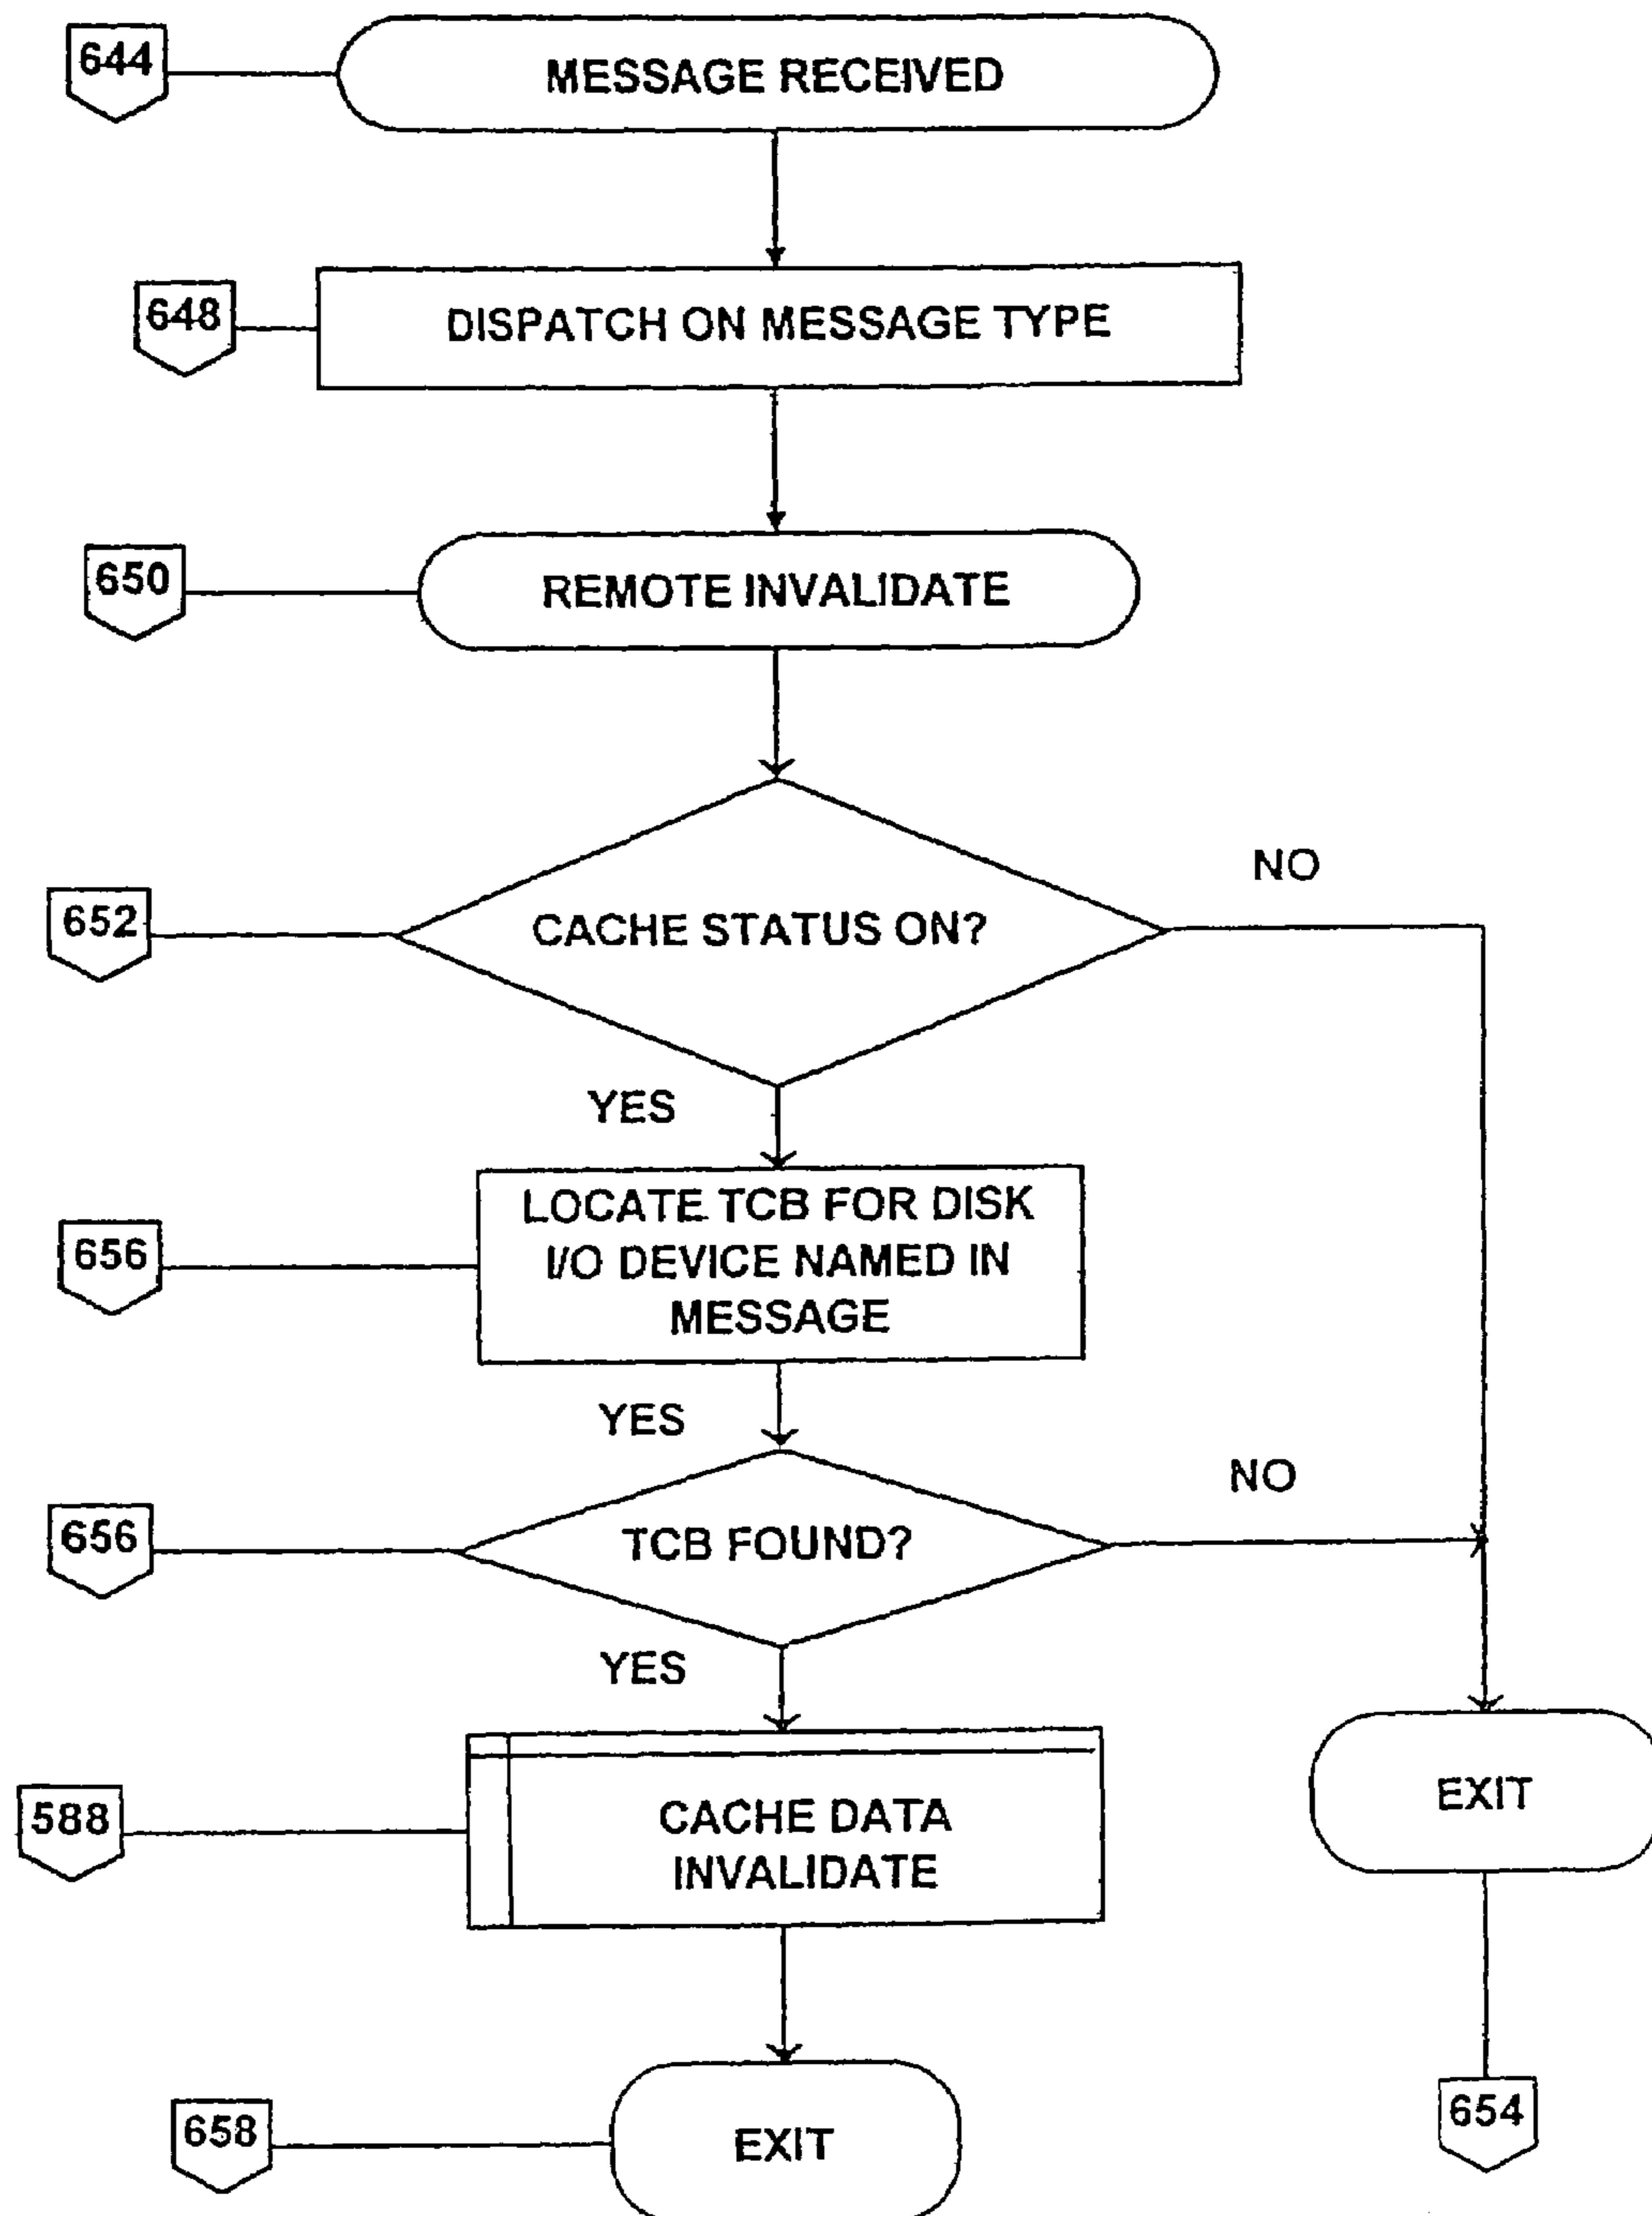 644
MESSAGE RECEIVED
648
DISPATCH ON MESSAGE TYPE
650
REMOTE INVALIDATE
NO
652
CACHE STATUS ON?
YES
LOCATE TCB FOR DISK
656
I/O DEVICE NAMED IN
MESSAGE
YES
NO
656
TCB FOUND?
YES
588
CACHE DATA
INVALIDATE
EXIT
654
658
EXIT